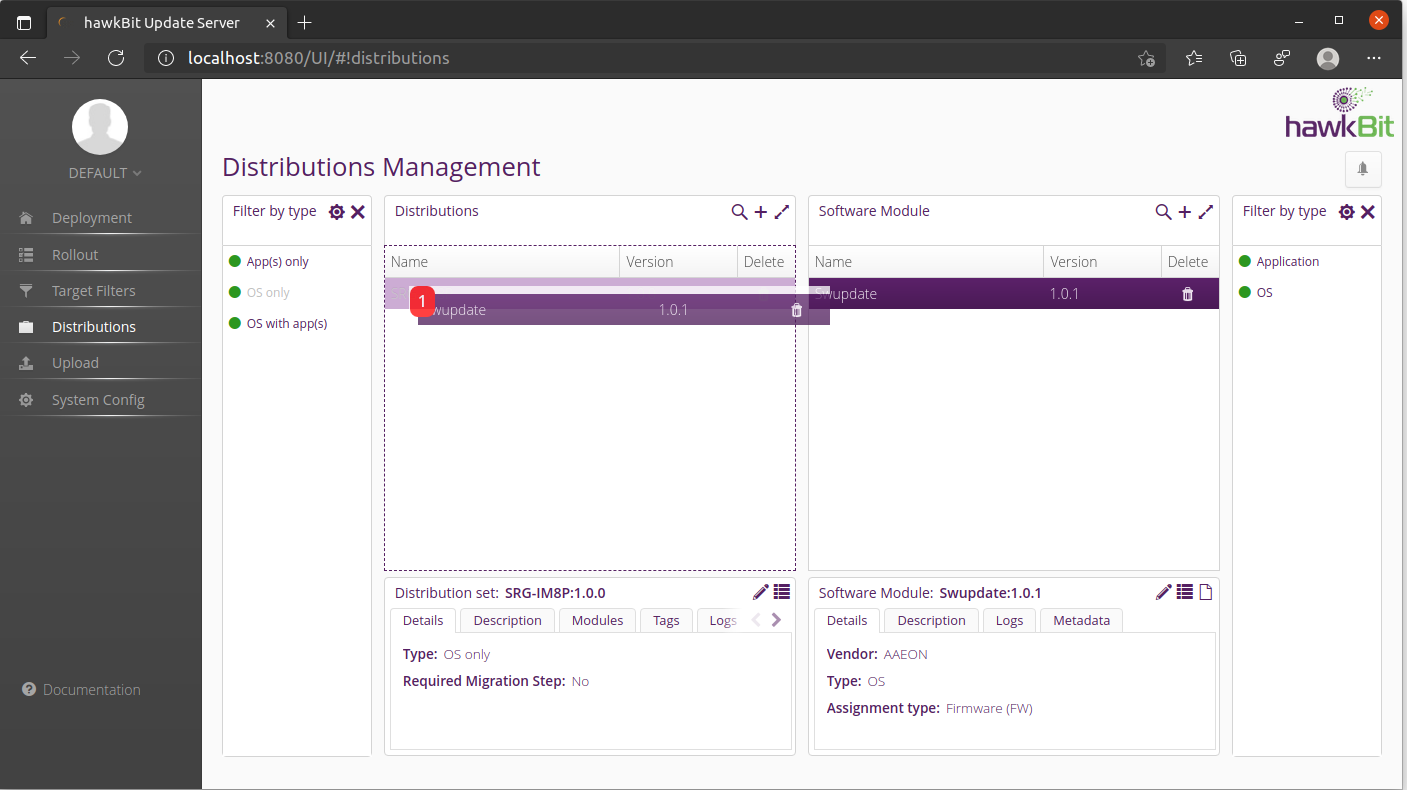 hawkBit Update Server
localhost:8080/UI/#!distributions
DEFAULT
Deployment
Rollout
Target Filters
Distributions
Upload
System Config
Documentation
hawkBit
Distributions Management
Filter by type
App(s) only
OS only
OS with app(s)
Distributions
Name Version Delete
1
wupdate 1.0.1
Distribution set: SRG-IM8P:1.0.0
Details Description Modules Tags Logs
Type: OS only
Required Migration Step: No
Software Module
Name Version Delete
Swupdate 1.0.1
Software Module: Swupdate:1.0.1
Details Description Logs Metadata
Vendor: AAEON
Type: OS
Assignment type: Firmware (FW)
Filter by type
Application
OS